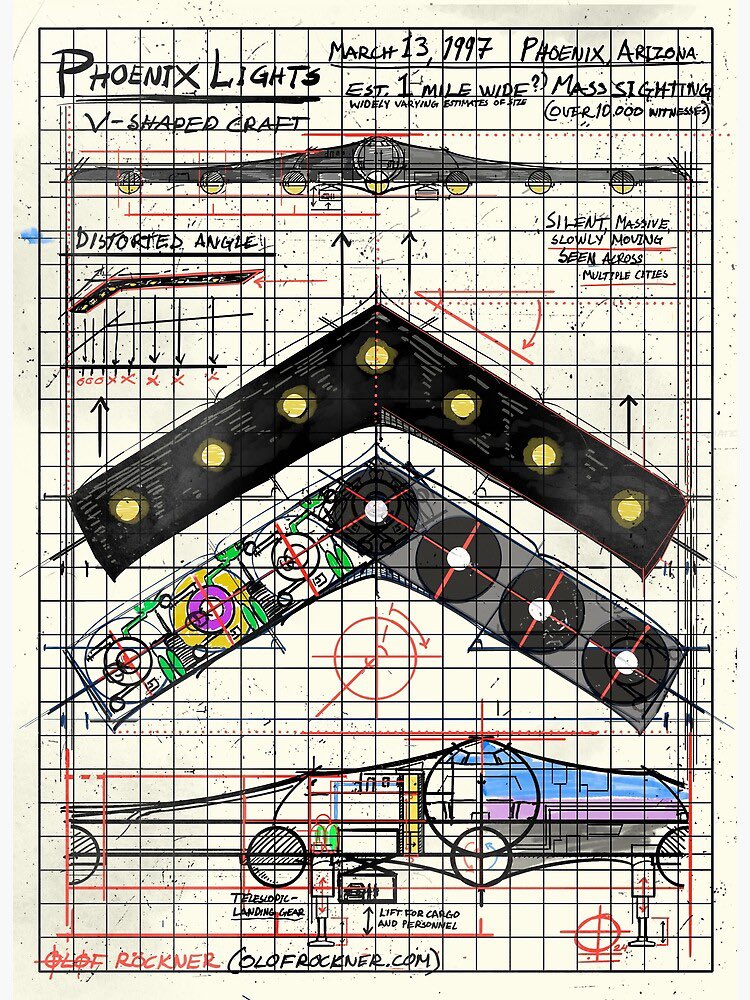 PHOENIX LIGHTS
MARCH 13, 1997 PHOENIX, ARIZONA
EST. 1 MILE WIDE?) MASS SIGHTING
WIDELY VARYING ESTIMATES OF SIZE
(OVER 10.000 WITNESSES)
V-SHAPED CRAFT
SILENT, MASSIVE,
SLOWLY MOVING
SEEN ACROSS
MULTIPLE CITIES
DISTORTED ANGLE
TELESCOPIC-
LANDING GEAR
LIFT FOR CARGO
AND PERSONNEL
24
OLOF RÖCKNER (OLOFROCKNER.COM)